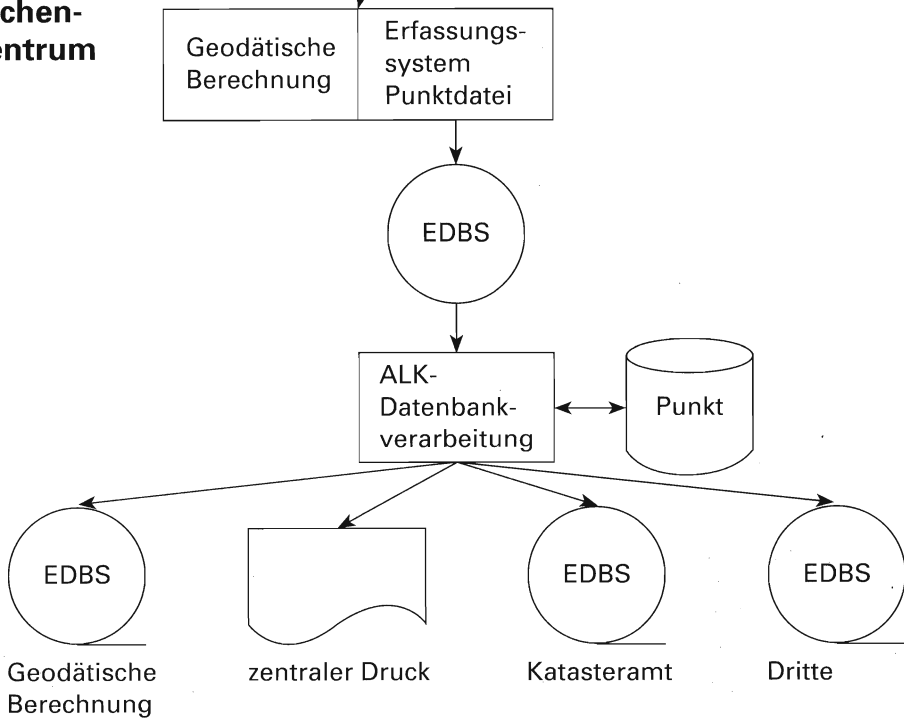 chen-
entrum
Geodätische
Berechnung
Erfassungs-
system
Punktdatei
EDBS
ALK-
Datenbank-
verarbeitung
Punkt
EDBS
EDBS
EDBS
Geodätische
Berechnung
zentraler Druck
Katasteramt
Dritte